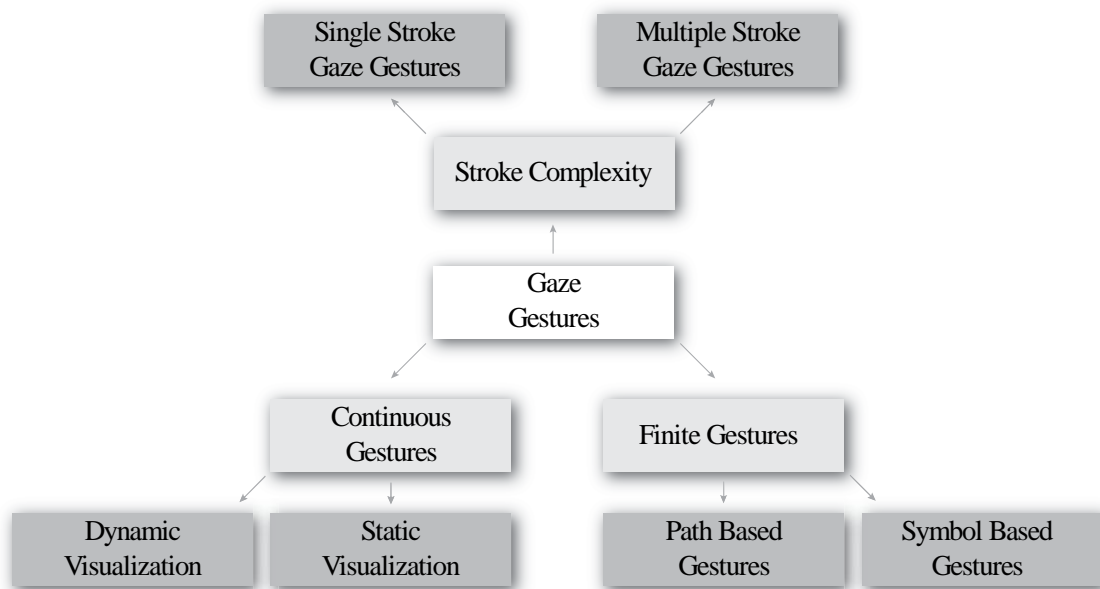 Single Stroke
Gaze Gestures
Multiple Stroke
Gaze Gestures
Stroke Complexity
Gaze
Gestures
Continuous
Gestures
Finite Gestures
Dynamic
Visualization
Static
Visualization
Path Based
Gestures
Symbol Based
Gestures